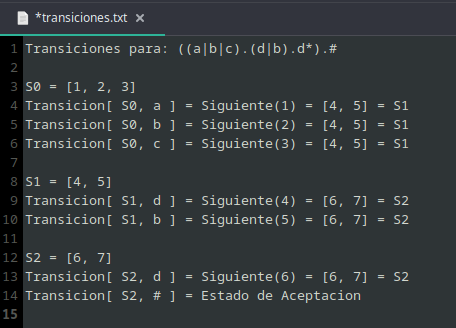 *transiciones.txt ×
1 Transiciones para: ((a|b|c).(d|b).d*).#
2
3 S0 = [1, 2, 3]
4 Transicion[ S0, a ] = Siguiente(1) = [4, 5] = S1
5 Transicion[ S0, b ] = Siguiente(2) = [4, 5] = S1
6 Transicion[ S0, c ] = Siguiente(3) = [4, 5] = S1
7
8 S1 = [4, 5]
9 Transicion[ S1, d ] = Siguiente(4) = [6, 7] = S2
10 Transicion[ S1, b ] = Siguiente(5) = [6, 7] = S2
11
12 S2 = [6, 7]
13 Transicion[ S2, d ] = Siguiente(6) = [6, 7] = S2
14 Transicion[ S2, # ] = Estado de Aceptacion
15